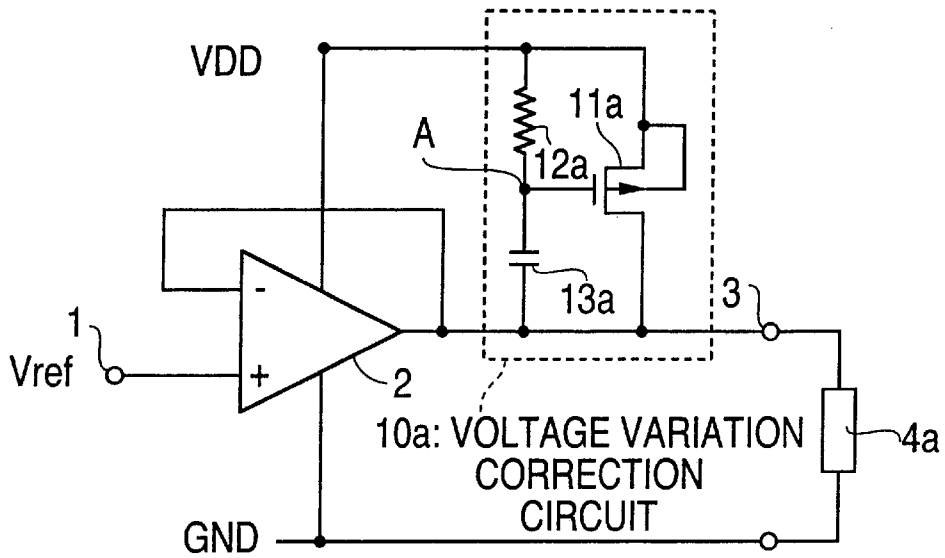 VDD
11a
A
12a
13a
3
1
-
Vref
+
2
4a
10a: VOLTAGE VARIATION
CORRECTION
CIRCUIT
GND